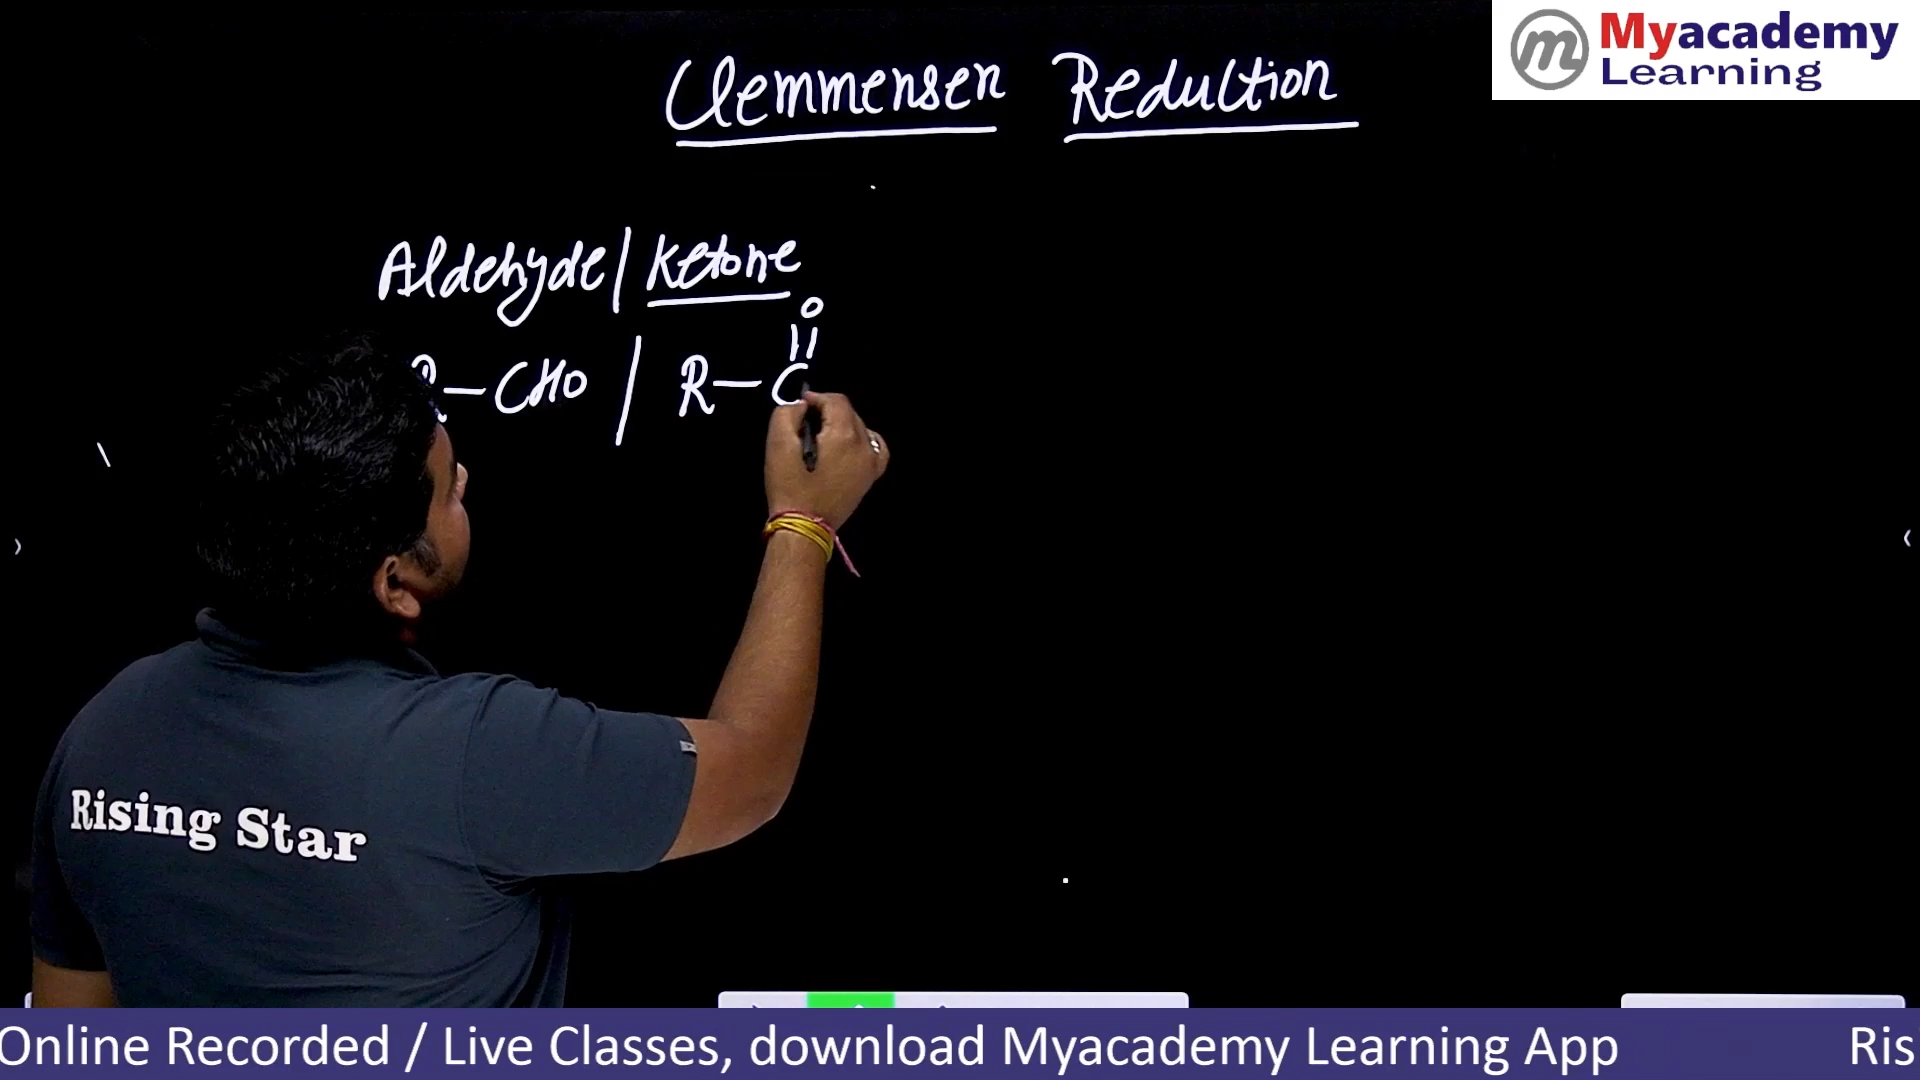 Clemmensen Reduction
Myacademy
Learning
Aldehyde/Ketone
O
R—CHO / R—C
Rising Star
Online Recorded / Live Classes, download Myacademy Learning App Ris